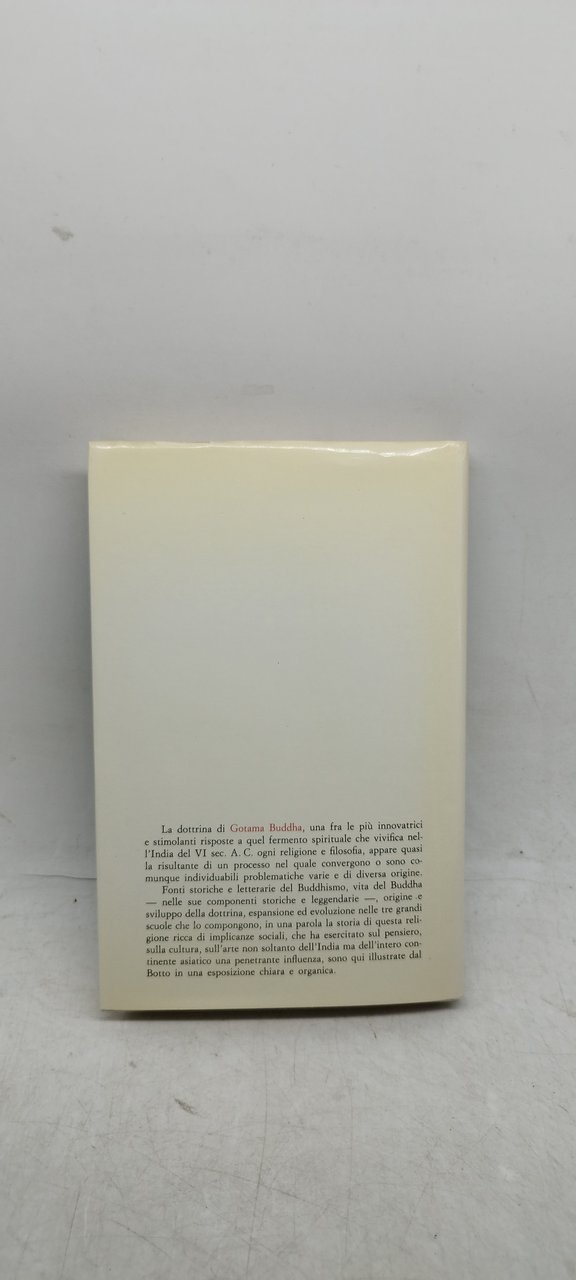 La dottrina di Gotama Buddha, una fra le più innovatrici
e stimolanti risposte a quel fermento spirituale che vivifica nel-
l'India del VI sec. A. C. ogni religione e filosofia, appare quasi
la risultante di un processo nel quale convergono o sono co-
munque individuabili problematiche varie e di diversa origine.
Fonti storiche e letterarie del Buddhismo, vita del Buddha
— nelle sue componenti storiche e leggendarie —, origine e
sviluppo della dottrina, espansione ed evoluzione nelle tre grandi
scuole che lo compongono, in una parola la storia di questa reli-
gione ricca di implicanze sociali, che ha esercitato sul pensiero,
sulla cultura, sull'arte non soltanto dell'India ma dell'intero con-
tinente asiatico una penetrante influenza, sono qui illustrate dal
Botto in una esposizione chiara e organica.